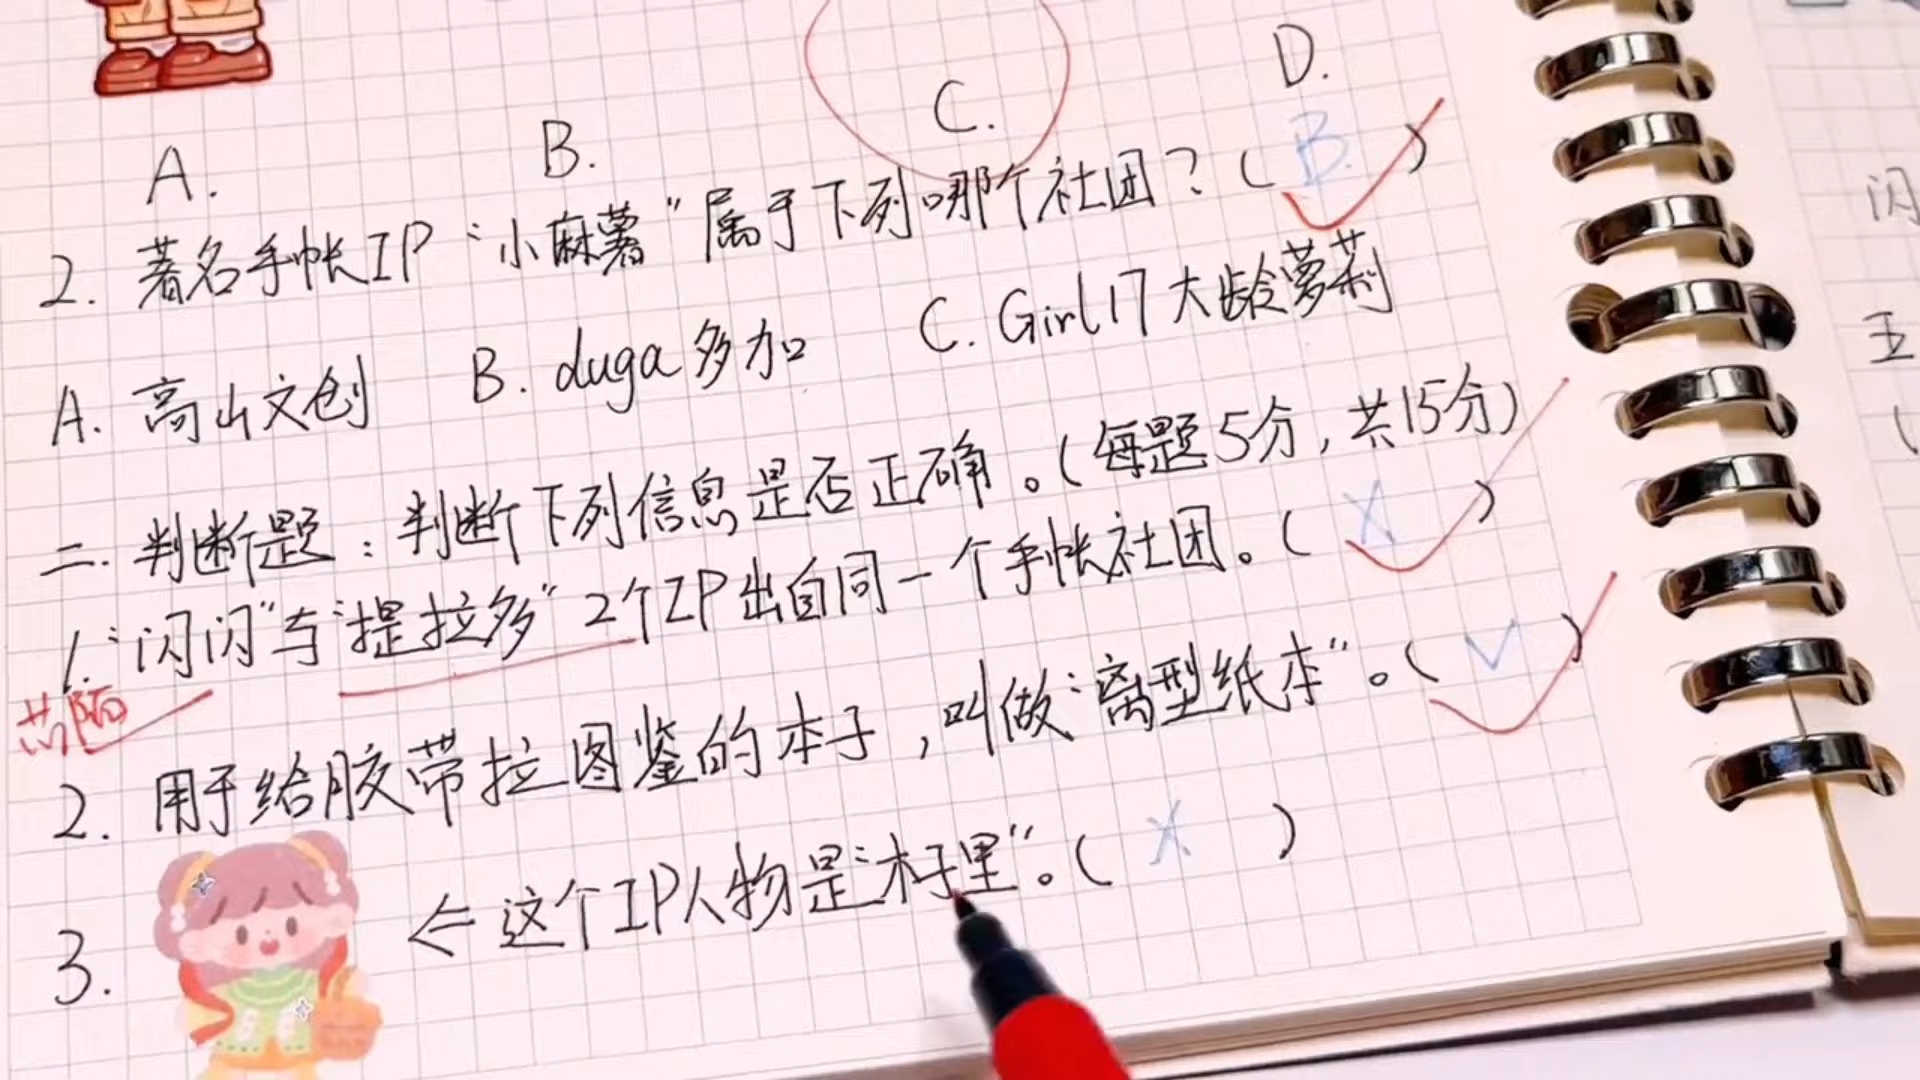 A. B. C. D.
2. 著名手帐IP“小麻薯”属于下列哪个社团？（ B. ）
A. 高山文创 B. duga多加 C. Girl17大龄萝莉
二. 判断题：判断下列信息是否正确。（每题5分，共15分）
1.“闪闪”与“提拉多”2个IP出自同一个手帐社团。（ X ）
2. 用于给胶带拉图鉴的本子，叫做“离型纸本”。（ √ ）
3. ⇐ 这个IP人物是“木子里”。（ X ）
闪
五
（